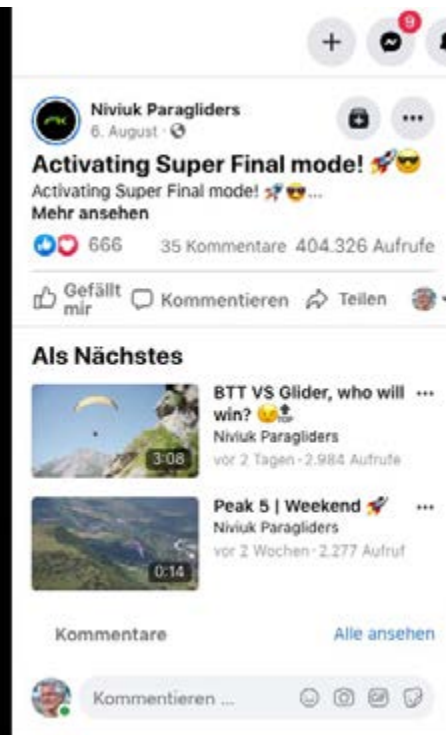 9
Niviuk Paragliders
6. August ·
Activating Super Final mode! 🚀😎
Activating Super Final mode! 🚀😎...
Mehr ansehen
666 35 Kommentare 404.326 Aufrufe
Gefällt
mir Kommentieren Teilen
Als Nächstes
BTT VS Glider, who will
win? 😏🔝
Niviuk Paragliders
vor 2 Tagen · 2.984 Aufrufe
3:08
Peak 5 | Weekend 🚀
Niviuk Paragliders
vor 2 Wochen · 2.277 Aufruf
0:14
Kommentare Alle ansehen
Kommentieren ... GIF